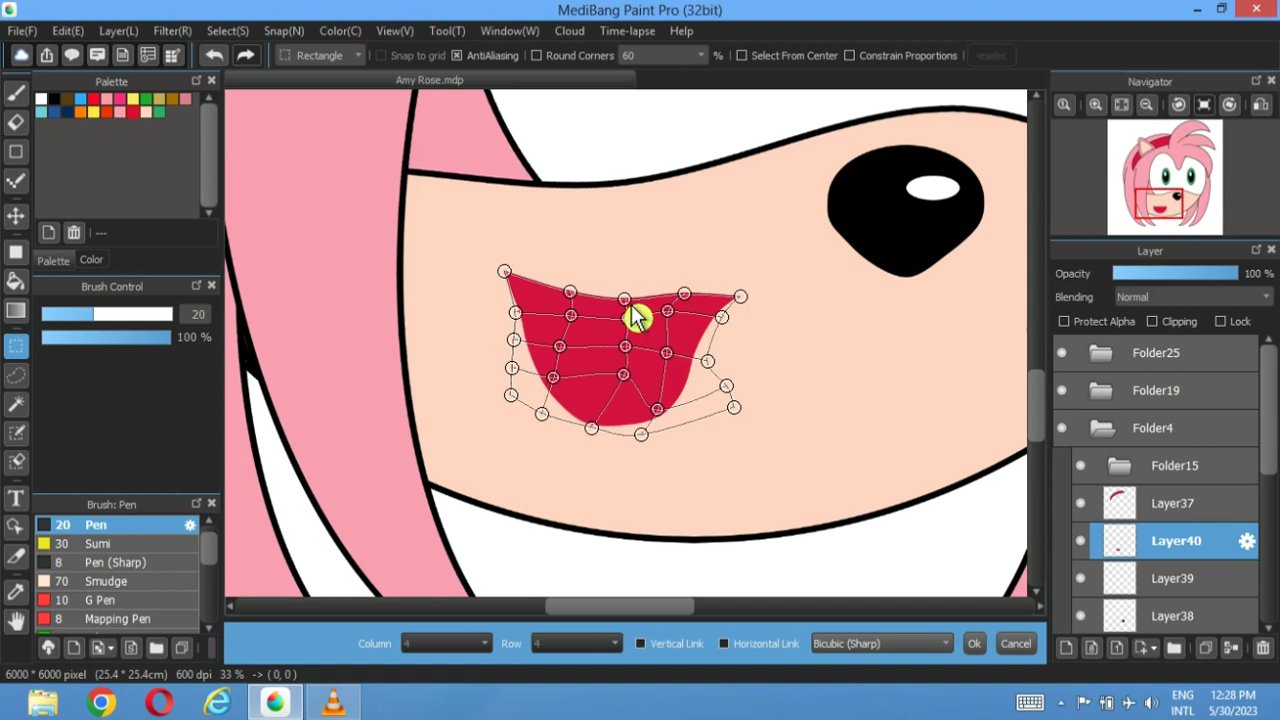 MediBang Paint Pro (32bit)
File(F) Edit(E) Layer(L) Filter(R) Select(S) Snap(N) Color(C) View(V) Tool(T) Window(W) Cloud Time-lapse Help
Rectangle Snap to grid AntiAliasing Round Corners 60 % Select From Center Constrain Proportions reselec
Palette Amy Rose.mdp Navigator
---
Palette Color
Brush Control
20
100 %
Layer
Opacity 100 %
Blending Normal
Protect Alpha Clipping Lock
Folder25
Folder19
Folder4
Folder15
Layer37
Layer40
Layer39
Layer38
Brush: Pen
20 Pen
30 Sumi
8 Pen (Sharp)
70 Smudge
10 G Pen
8 Mapping Pen
Column 4 Row 4 Vertical Link Horizontal Link Bicubic (Sharp) Ok Cancel
6000 * 6000 pixel (25.4 * 25.4cm) 600 dpi 33 % ( 0, 0 )
T
ENG
INTL
12:28 PM
5/30/2023